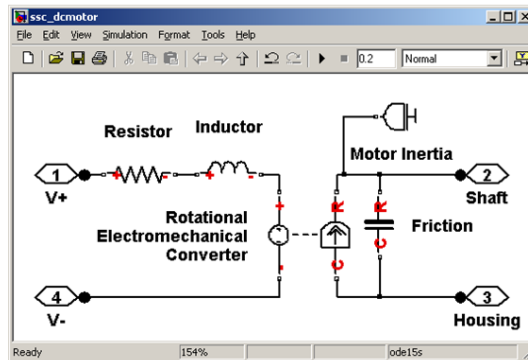 ssc_dcmotor
File Edit View Simulation Format Tools Help
0.2 Normal
Resistor Inductor
Motor Inertia
1 + - + - 2
V+ Shaft
+ R R
Rotational
Electromechanical
Converter
Friction
- C C
4 3
V- Housing
Ready 154% ode15s